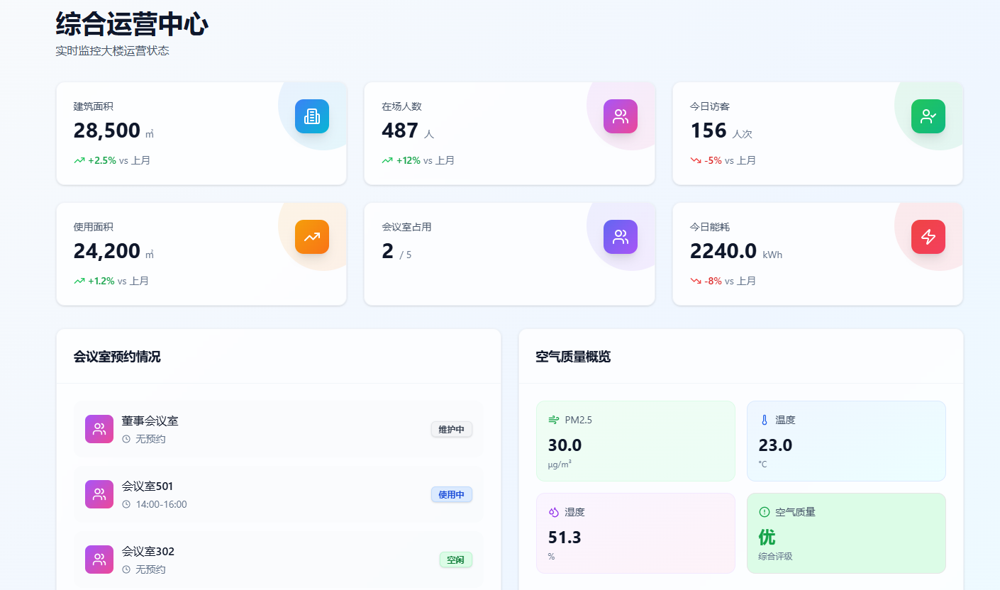 综合运营中心
实时监控大楼运营状态
建筑面积
28,500 ㎡
+2.5% vs 上月
在场人数
487 人
+12% vs 上月
今日访客
156 人次
-5% vs 上月
使用面积
24,200 ㎡
+1.2% vs 上月
会议室占用
2 / 5
今日能耗
2240.0 kWh
-8% vs 上月
会议室预约情况
董事会议室
无预约
维护中
会议室501
14:00-16:00
使用中
会议室302
无预约
空闲
空气质量概览
PM2.5
30.0
μg/m³
温度
23.0
°C
湿度
51.3
%
空气质量
优
综合评级